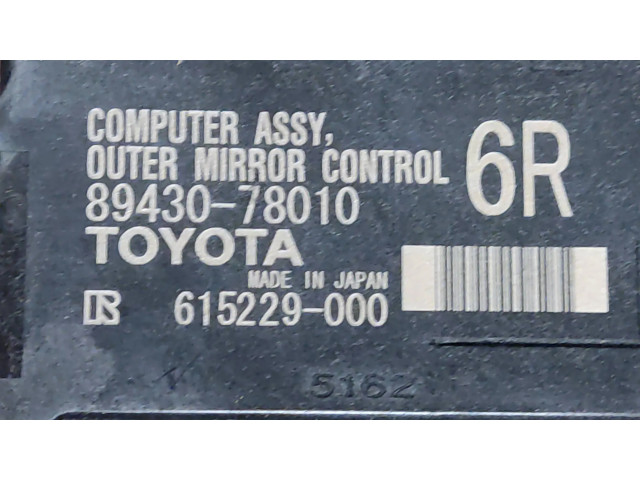 COMPUTER ASSY,
OUTER MIRROR CONTROL
6R
89430-78010
TOYOTA
MADE IN JAPAN
615229-000
5162